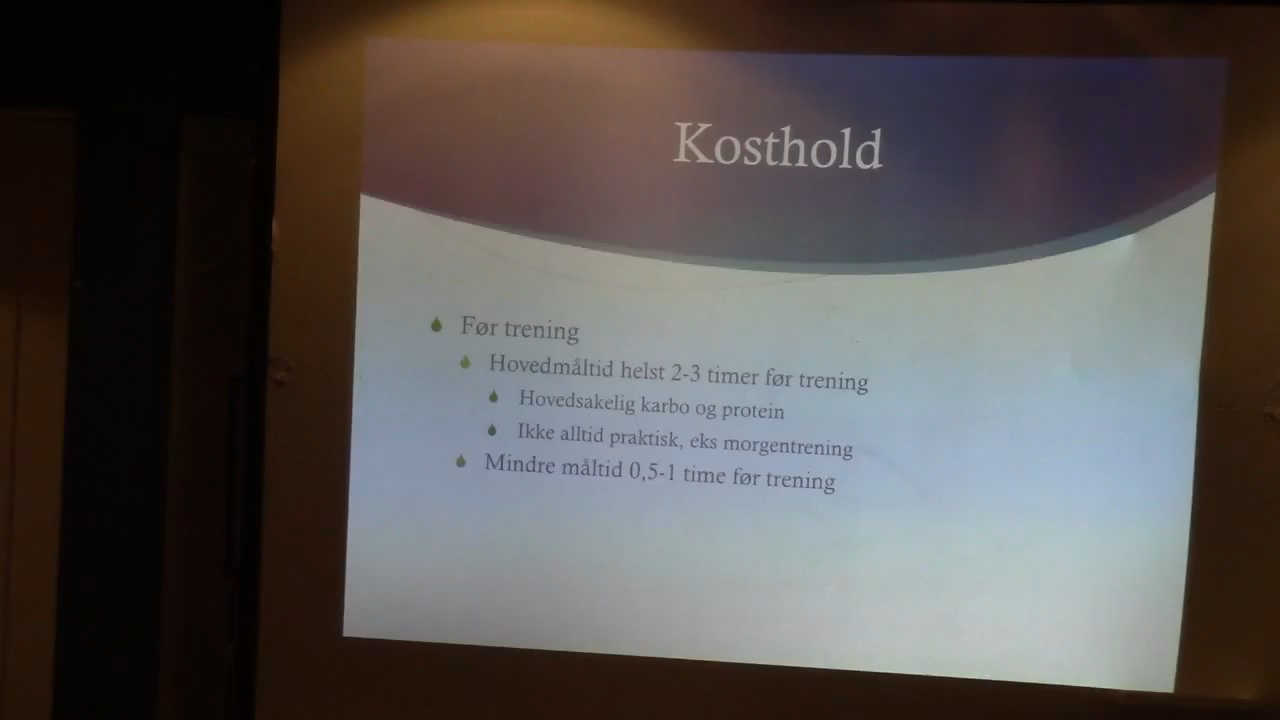 Kosthold
Før trening
Hovedmåltid helst 2-3 timer før trening
Hovedsakelig karbo og protein
Ikke alltid praktisk, eks morgentrening
Mindre måltid 0,5-1 time før trening